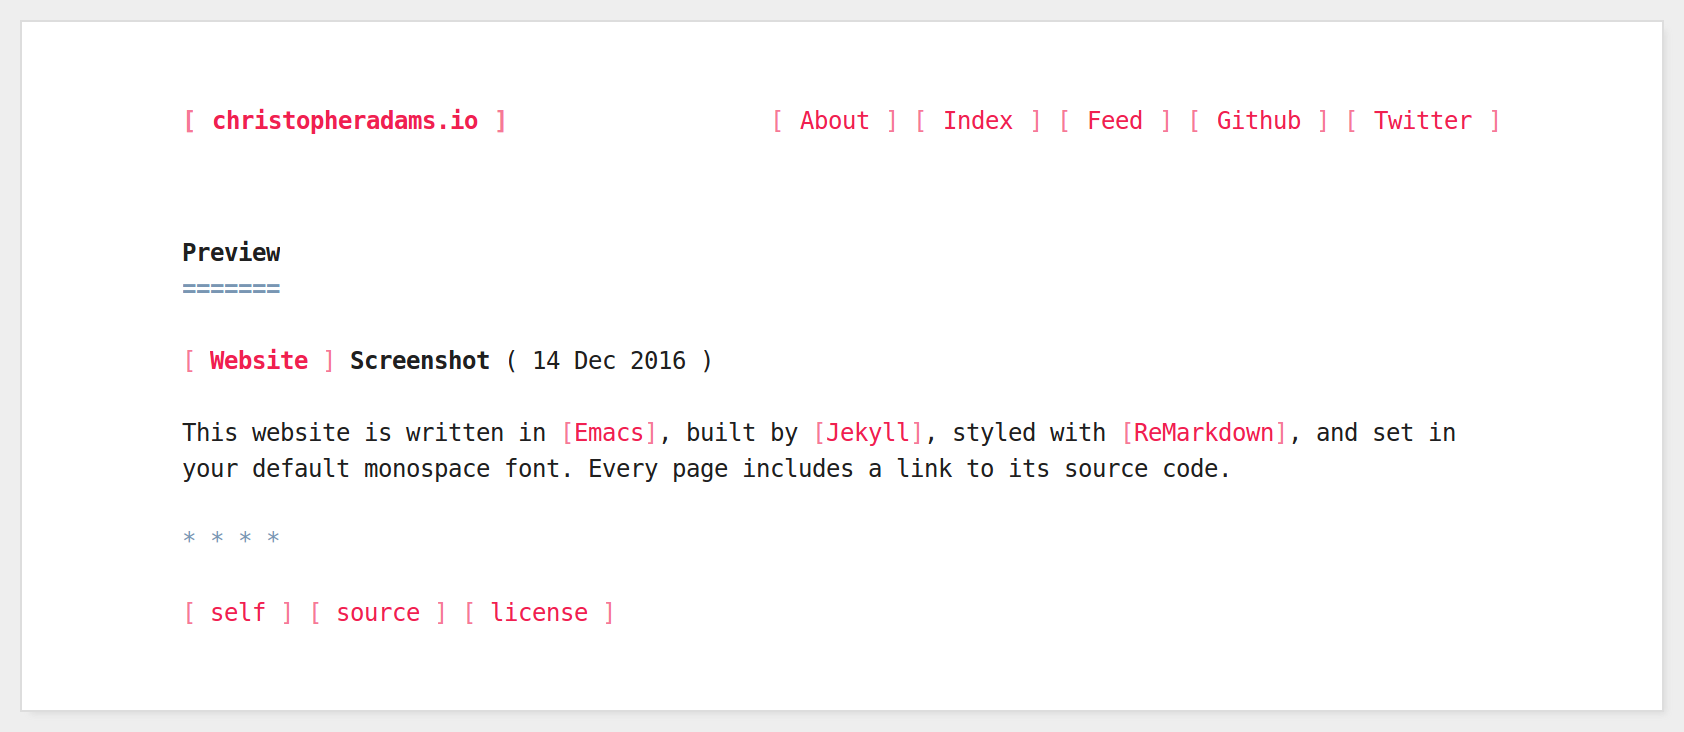 [ christopheradams.io ] [ About ] [ Index ] [ Feed ] [ Github ] [ Twitter ]
Preview
=======
[ Website ] Screenshot ( 14 Dec 2016 )
This website is written in [Emacs], built by [Jekyll], styled with [ReMarkdown], and set in
your default monospace font. Every page includes a link to its source code.
* * * *
[ self ] [ source ] [ license ]